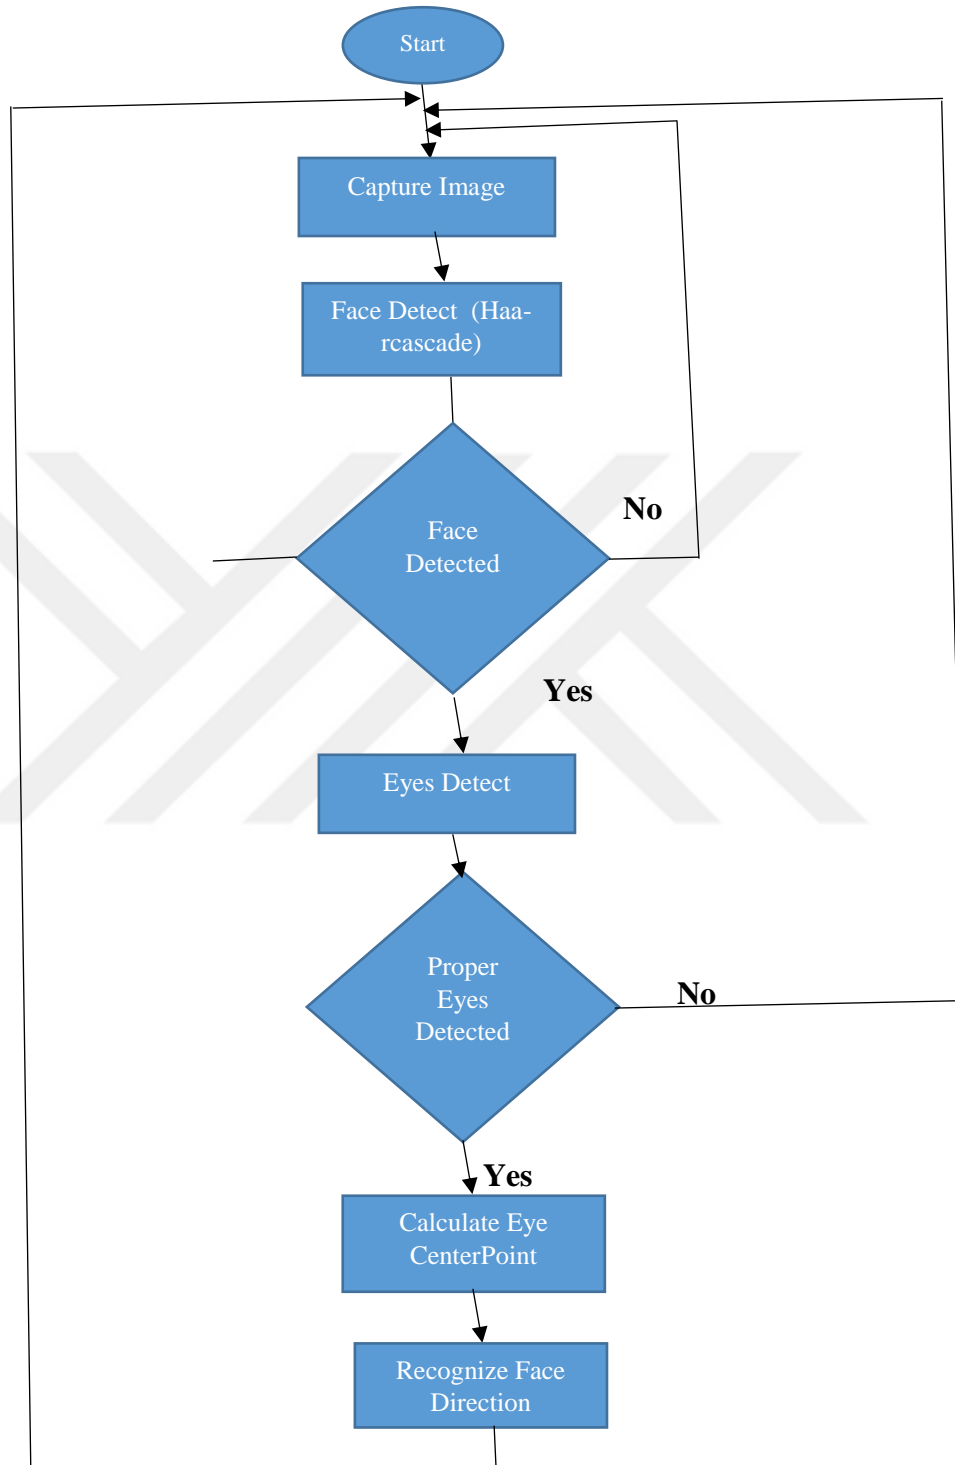 Start
Capture Image
Face Detect  (Haa-
rcascade)
Face
Detected
No
Yes
Eyes Detect
Proper
Eyes
Detected
No
Yes
Calculate Eye
CenterPoint
Recognize Face
Direction